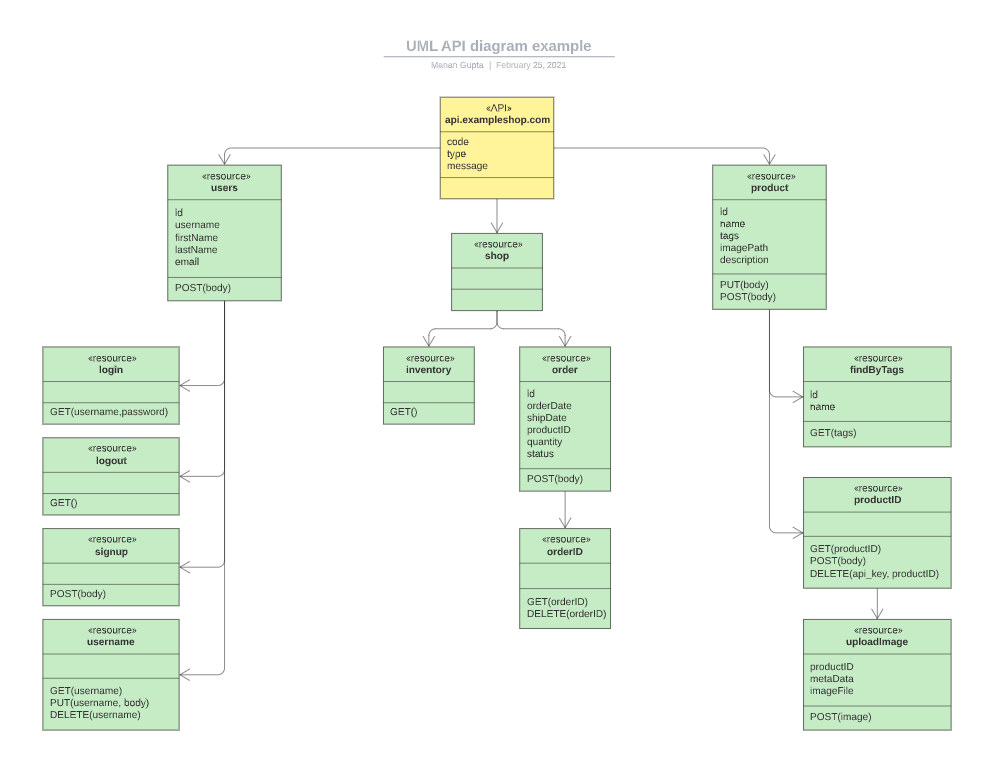 UML API diagram example
Manan Gupta | February 25, 2021
«API»
api.exampleshop.com
code
type
message
«resource»
users
id
username
firstName
lastName
email
POST(body)
«resource»
shop
«resource»
product
id
name
tags
imagePath
description
PUT(body)
POST(body)
«resource»
login
GET(username,password)
«resource»
logout
GET()
«resource»
signup
POST(body)
«resource»
username
GET(username)
PUT(username, body)
DELETE(username)
«resource»
inventory
GET()
«resource»
order
id
orderDate
shipDate
productID
quantity
status
POST(body)
«resource»
orderID
GET(orderID)
DELETE(orderID)
«resource»
findByTags
id
name
GET(tags)
«resource»
productID
GET(productID)
POST(body)
DELETE(api_key, productID)
«resource»
uploadImage
productID
metaData
imageFile
POST(image)